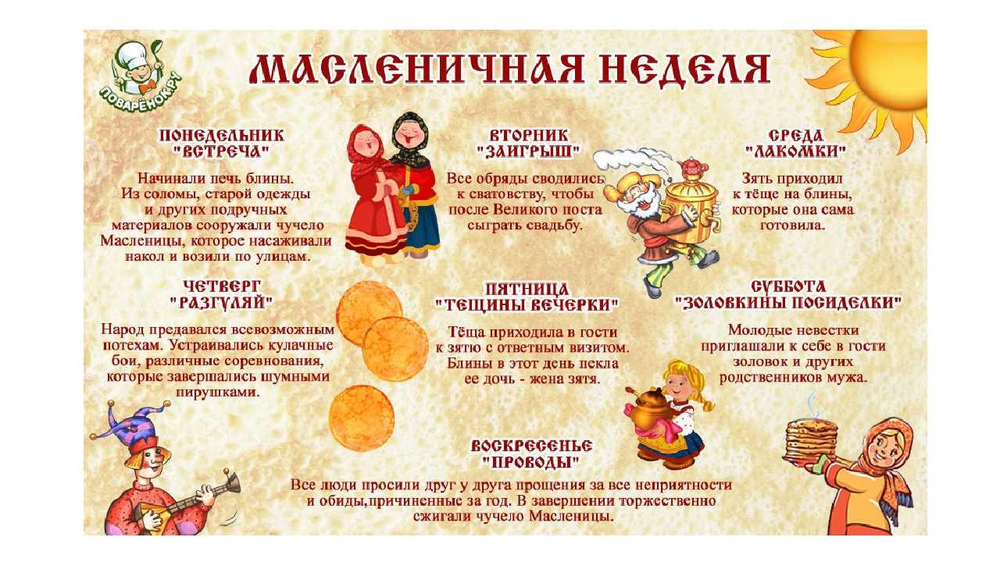 МАСЛЕНИЧНАЯ НЕДЕЛЯ
ПОВАРЁНОК.РУ
ПОНЕДЕЛЬНИК
"ВСТРЕЧА"
Начинали печь блины.
Из соломы, старой одежды
и других подручных
материалов сооружали чучело
Масленицы, которое насаживали
накол и возили по улицам.
ВТОРНИК
"ЗАИГРЫШ"
Все обряды сводились
к сватовству, чтобы
после Великого поста
сыграть свадьбу.
СРЕДА
"ЛАКОМКИ"
Зять приходил
к тёще на блины,
которые она сама
готовила.
ЧЕТВЕРГ
"РАЗГУЛЯЙ"
Народ предавался всевозможным
потехам. Устраивались кулачные
бои, различные соревнования,
которые завершались шумными
пирушками.
ПЯТНИЦА
"ТЕЩИНЫ ВЕЧЕРКИ"
Тёща приходила в гости
к зятю с ответным визитом.
Блины в этот день пекла
ее дочь - жена зятя.
СУББОТА
"ЗОЛОВКИНЫ ПОСИДЕЛКИ"
Молодые невестки
приглашали к себе в гости
золовок и других
родственников мужа.
ВОСКРЕСЕНЬЕ
"ПРОВОДЫ"
Все люди просили друг у друга прощения за все неприятности
и обиды,причиненные за год. В завершении торжественно
сжигали чучело Масленицы.